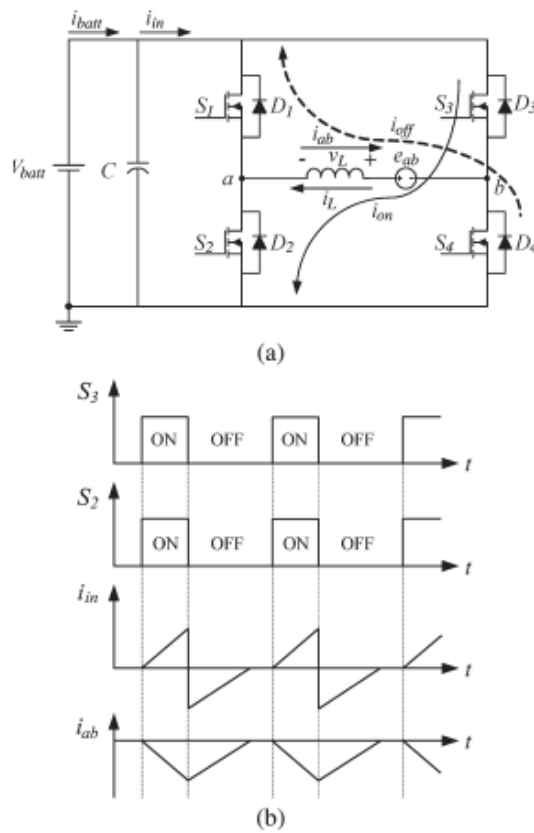 i_batt i_in
S_1 D_1 S_3 D_3
i_ab i_off
V_batt C - v_L + e_ab
a b
i_L i_on
S_2 D_2 S_4 D_4
(a)
S_3
ON OFF ON OFF
t
S_2
ON OFF ON OFF
t
i_in
t
i_ab
t
(b)